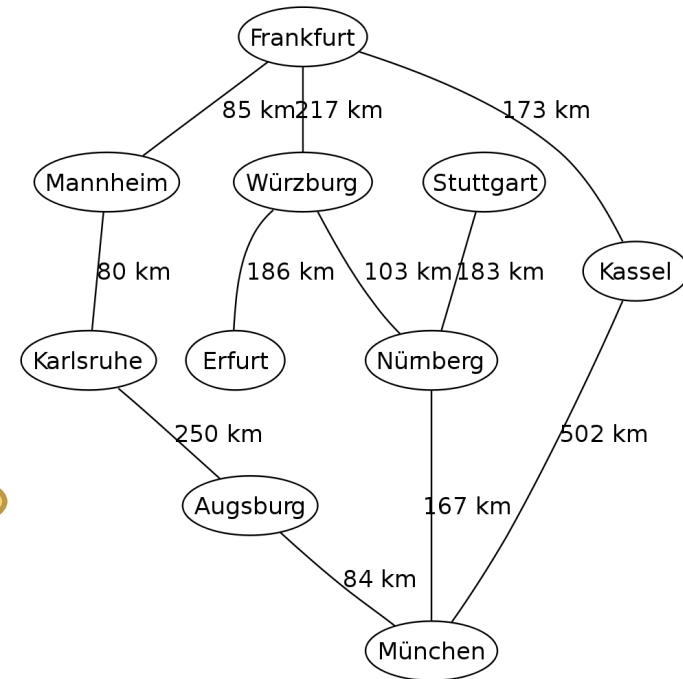 Frankfurt
85 km
217 km
173 km
Mannheim
Würzburg
Stuttgart
80 km
186 km
103 km
183 km
Kassel
Karlsruhe
Erfurt
Nürnberg
250 km
502 km
Augsburg
167 km
84 km
München